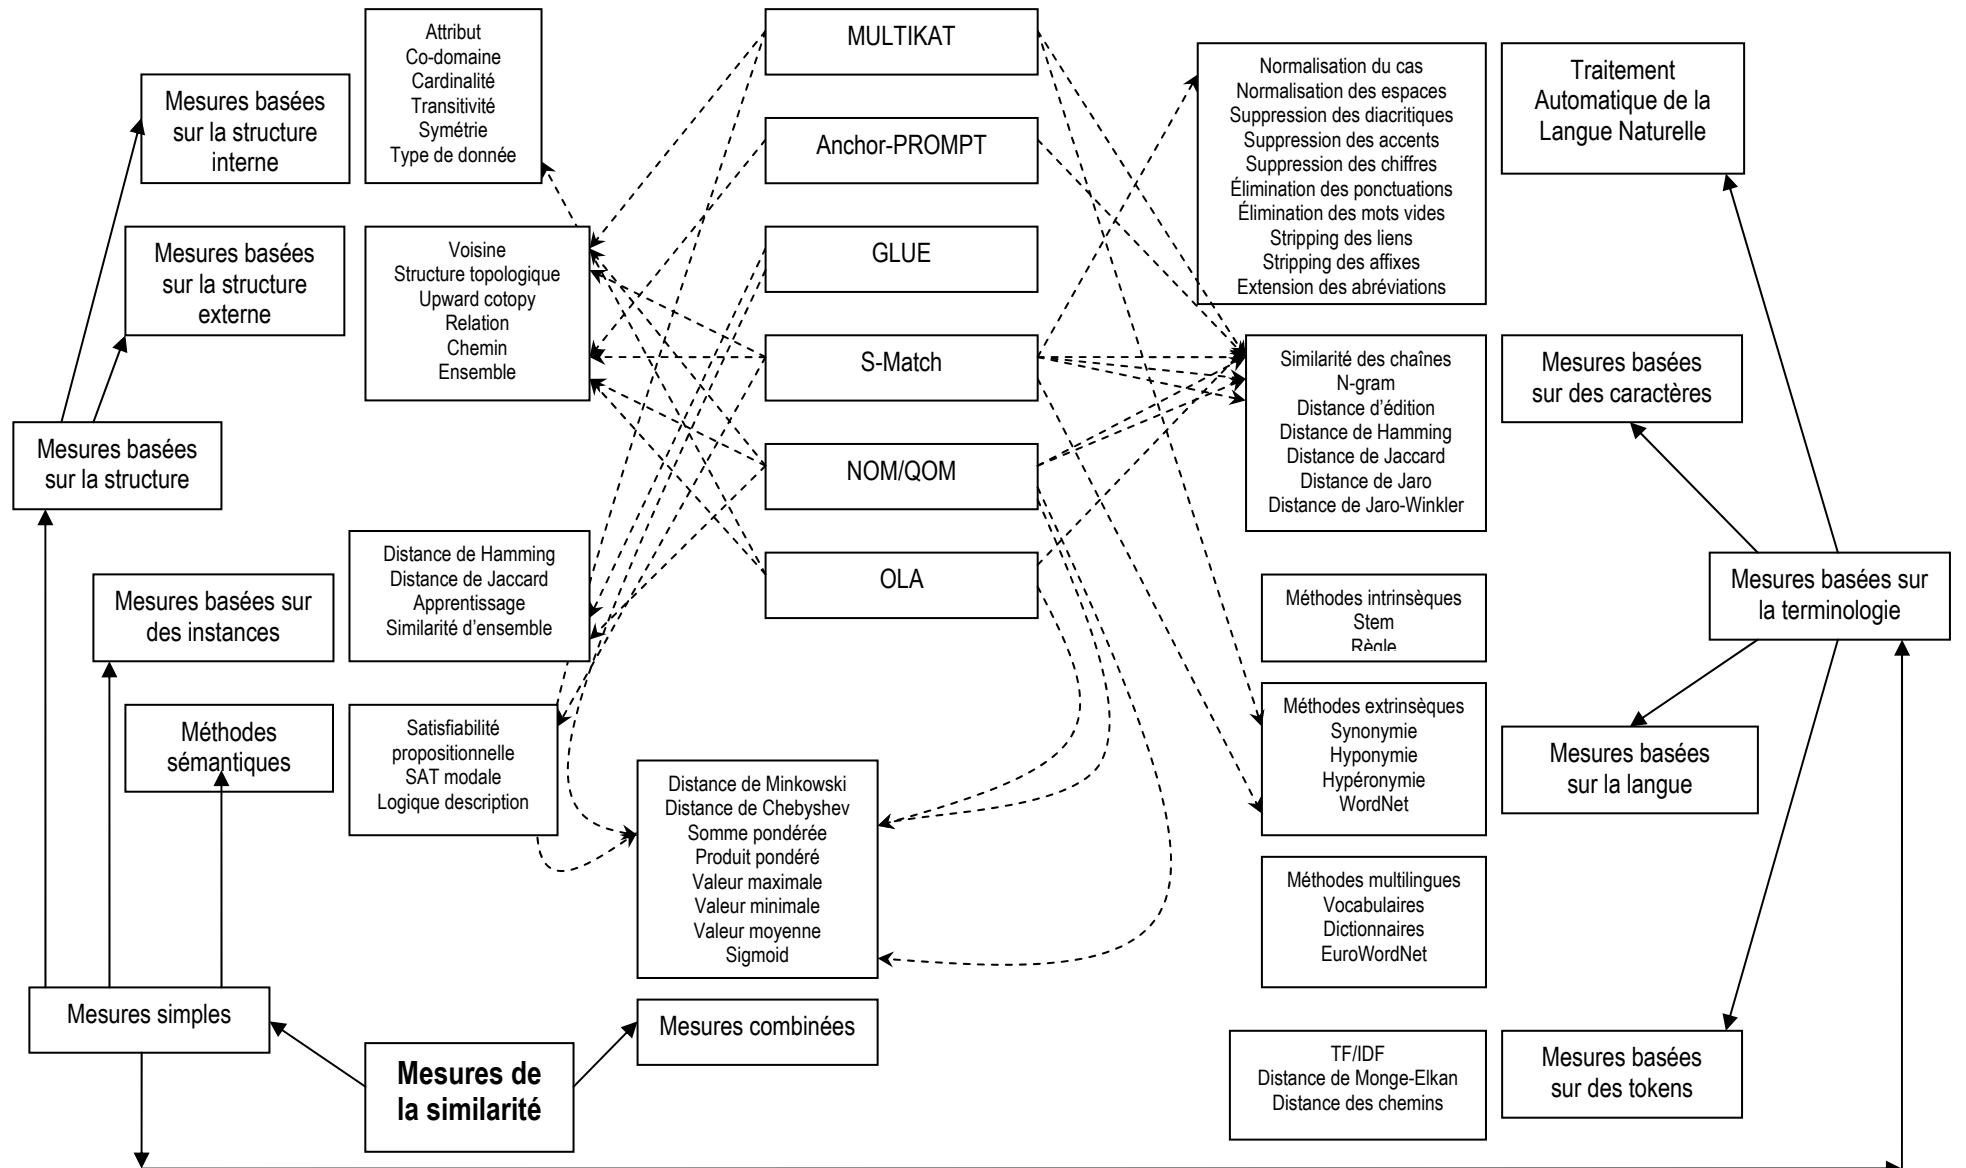 Attribut
Co-domaine
Cardinalité
Transitivité
Symétrie
Type de donnée
MULTIKAT
Normalisation du cas
Normalisation des espaces
Suppression des diacritiques
Suppression des accents
Suppression des chiffres
Élimination des ponctuations
Élimination des mots vides
Stripping des liens
Stripping des affixes
Extension des abréviations
Traitement
Automatique de la
Langue Naturelle
Mesures basées
sur la structure
interne
Anchor-PROMPT
Mesures basées
sur la structure
externe
Voisine
Structure topologique
Upward cotopy
Relation
Chemin
Ensemble
GLUE
S-Match
Similarité des chaînes
N-gram
Distance d'édition
Distance de Hamming
Distance de Jaccard
Distance de Jaro
Distance de Jaro-Winkler
Mesures basées
sur des caractères
Mesures basées
sur la structure
NOM/QOM
Distance de Hamming
Distance de Jaccard
Apprentissage
Similarité d'ensemble
OLA
Mesures basées sur
des instances
Méthodes intrinsèques
Stem
Règle
Mesures basées sur
la terminologie
Méthodes
sémantiques
Satisfiabilité
propositionnelle
SAT modale
Logique description
Méthodes extrinsèques
Synonymie
Hyponymie
Hypéronymie
WordNet
Mesures basées
sur la langue
Distance de Minkowski
Distance de Chebyshev
Somme pondérée
Produit pondéré
Valeur maximale
Valeur minimale
Valeur moyenne
Sigmoid
Méthodes multilingues
Vocabulaires
Dictionnaires
EuroWordNet
Mesures simples
Mesures combinées
Mesures de
la similarité
TF/IDF
Distance de Monge-Elkan
Distance des chemins
Mesures basées
sur des tokens